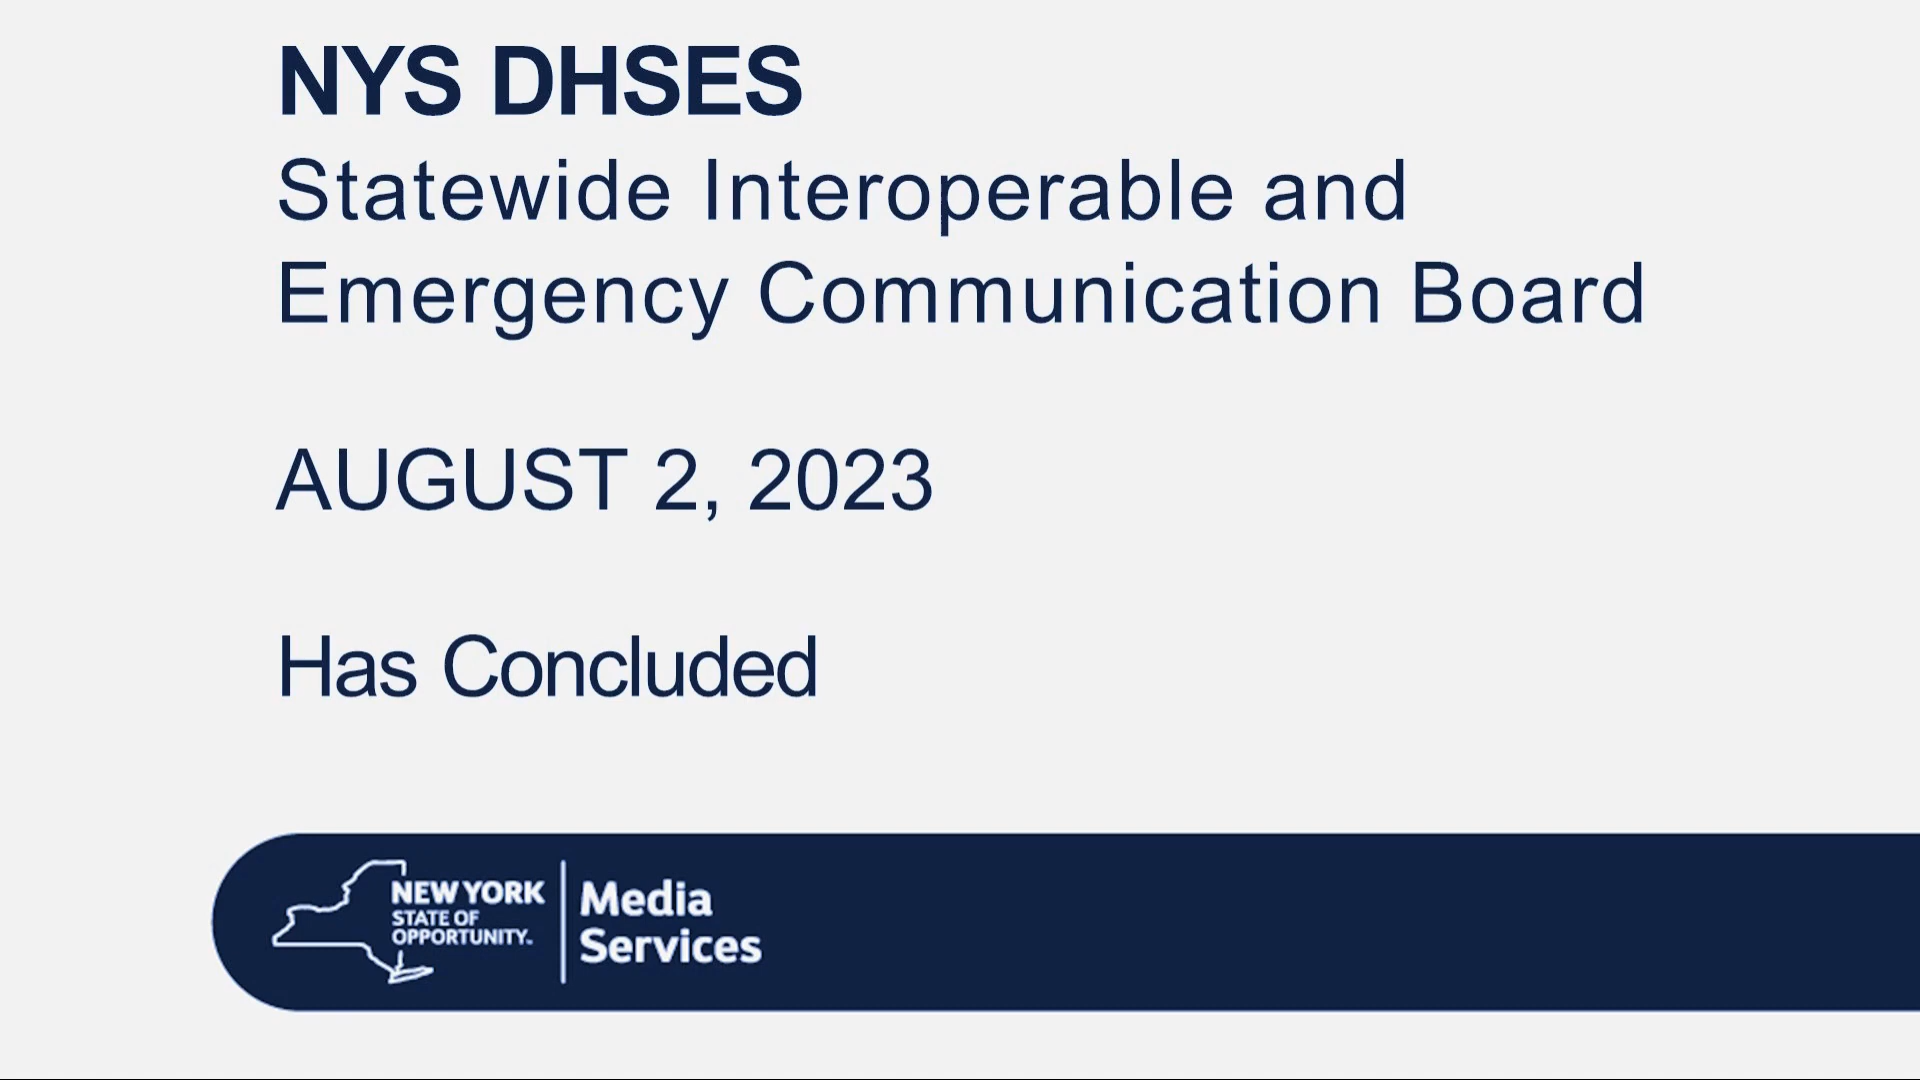 NYS DHSES
Statewide Interoperable and
Emergency Communication Board
AUGUST 2, 2023
Has Concluded
NEW YORK
STATE OF
OPPORTUNITY.
Media
Services